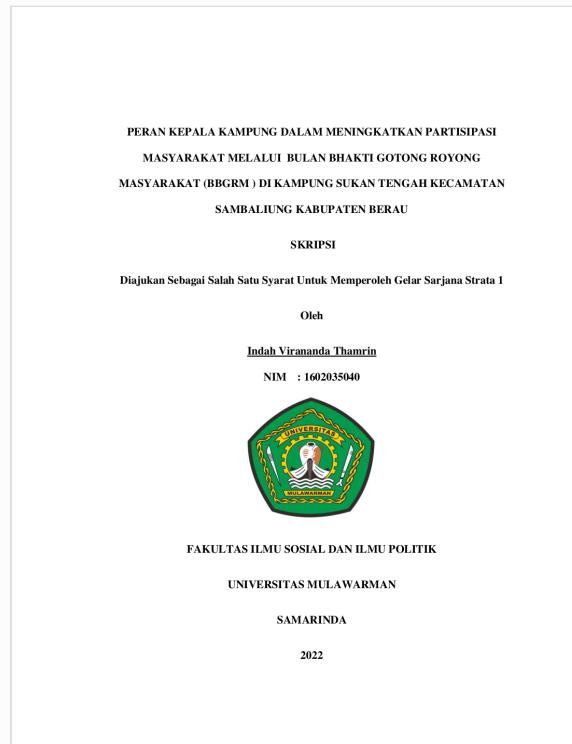 PERAN KEPALA KAMPUNG DALAM MENINGKATKAN PARTISIPASI
MASYARAKAT MELALUI BULAN BHAKTI GOTONG ROYONG
MASYARAKAT (BBGRM ) DI KAMPUNG SUKAN TENGAH KECAMATAN
SAMBALIUNG KABUPATEN BERAU
SKRIPSI
Diajukan Sebagai Salah Satu Syarat Untuk Memperoleh Gelar Sarjana Strata 1
Oleh
Indah Virananda Thamrin
NIM : 1602035040
UNIVERSITAS
MULAWARMAN
FAKULTAS ILMU SOSIAL DAN ILMU POLITIK
UNIVERSITAS MULAWARMAN
SAMARINDA
2022